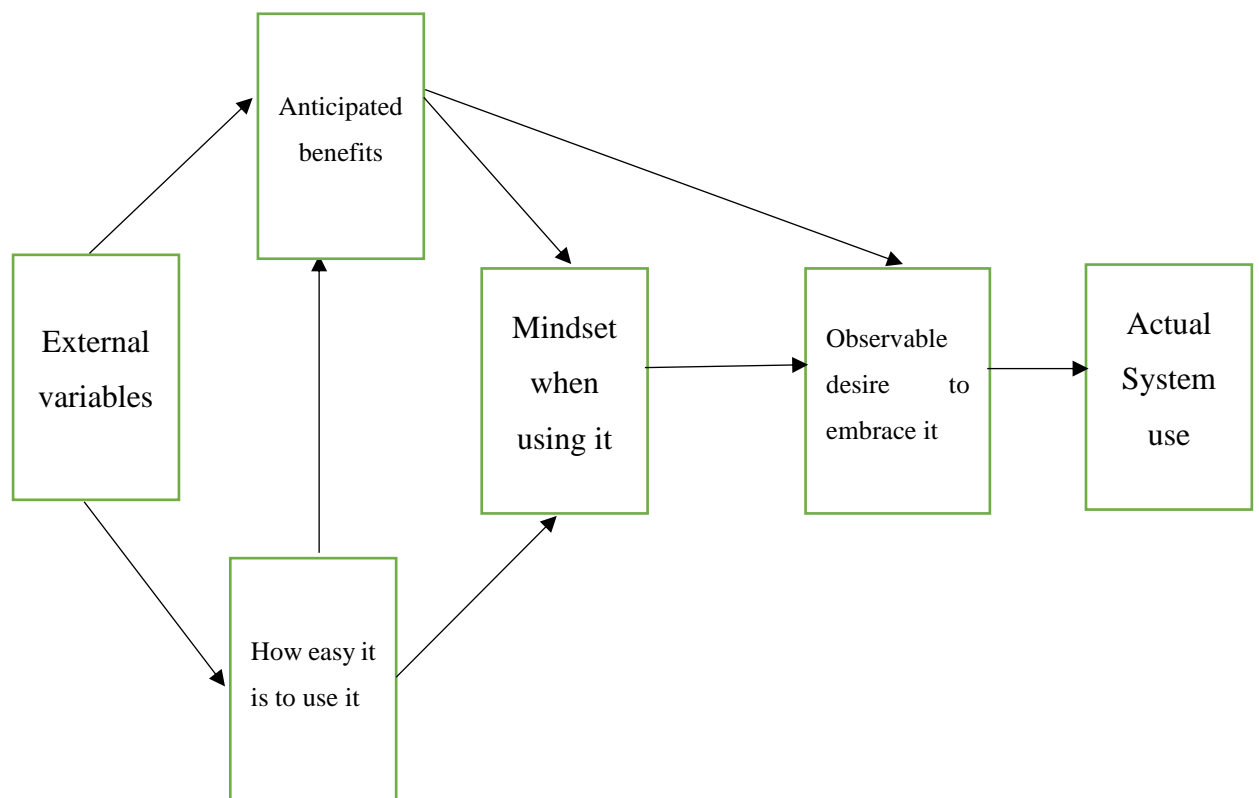 Anticipated
benefits
External
variables
Mindset
when
using it
Observable
desire to
embrace it
Actual
System
use
How easy it
is to use it